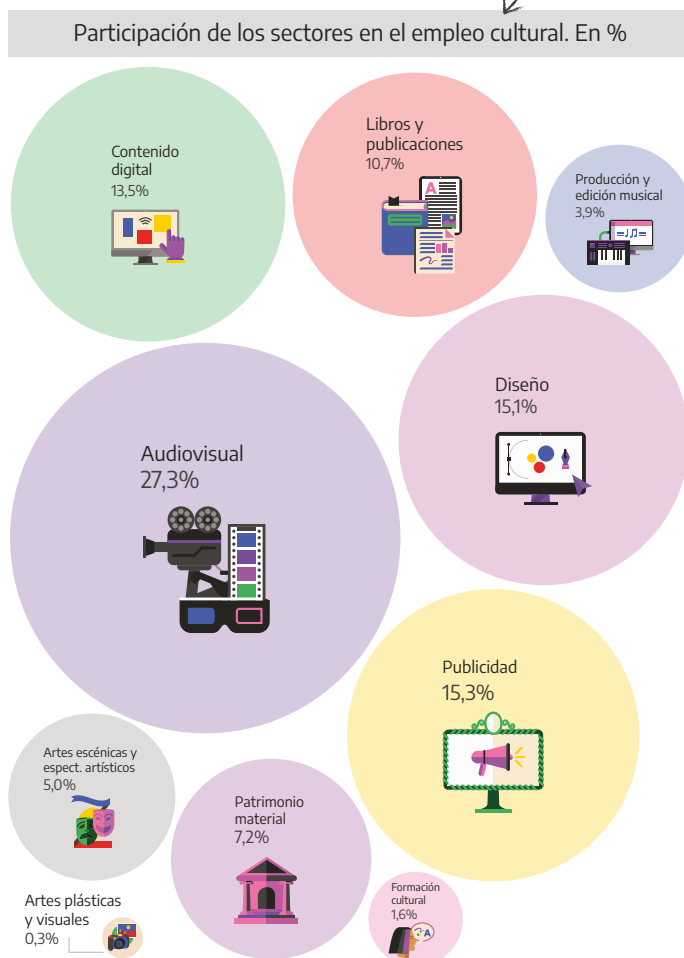 Participación de los sectores en el empleo cultural. En %
Contenido
digital
13,5%
Libros y
publicaciones
10,7%
A
Producción y
edición musical
3,9%
Audiovisual
27,3%
Diseño
15,1%
Publicidad
15,3%
Artes escénicas y
espect. artísticos
5,0%
Patrimonio
material
7,2%
Artes plásticas
y visuales
0,3%
Formación
cultural
1,6%
A